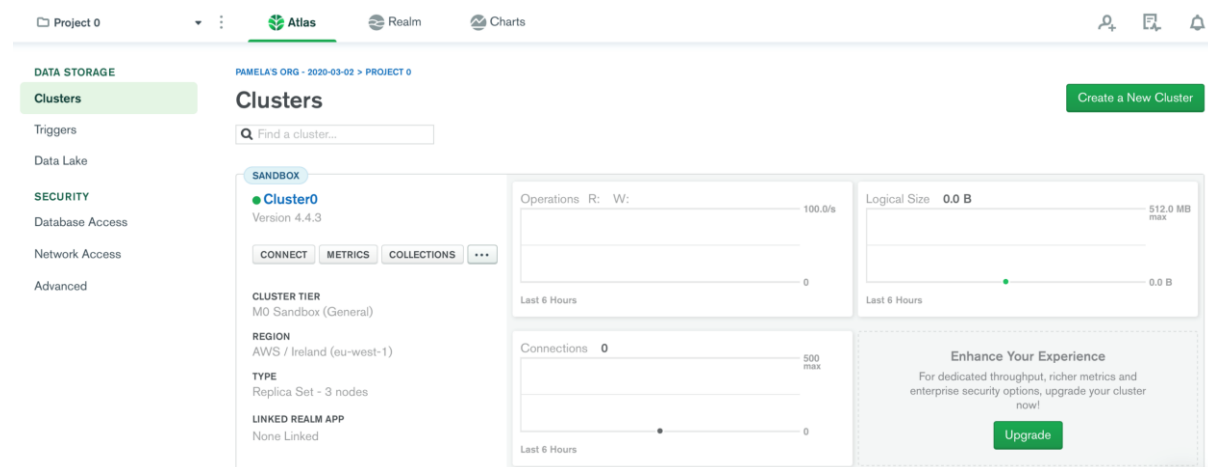 Project 0
Atlas
Realm
Charts
DATA STORAGE
Clusters
Triggers
Data Lake
SECURITY
Database Access
Network Access
Advanced
PAMELA'S ORG - 2020-03-02 > PROJECT 0
Clusters
Create a New Cluster
Find a cluster...
SANDBOX
Cluster0
Version 4.4.3
CONNECT METRICS COLLECTIONS ...
CLUSTER TIER
M0 Sandbox (General)
REGION
AWS / Ireland (eu-west-1)
TYPE
Replica Set - 3 nodes
LINKED REALM APP
None Linked
Operations R: W:
100.0/s
0
Last 6 Hours
Logical Size 0.0 B
512.0 MB
max
0.0 B
Last 6 Hours
Connections 0
500
max
0
Last 6 Hours
Enhance Your Experience
For dedicated throughput, richer metrics and
enterprise security options, upgrade your cluster
now!
Upgrade